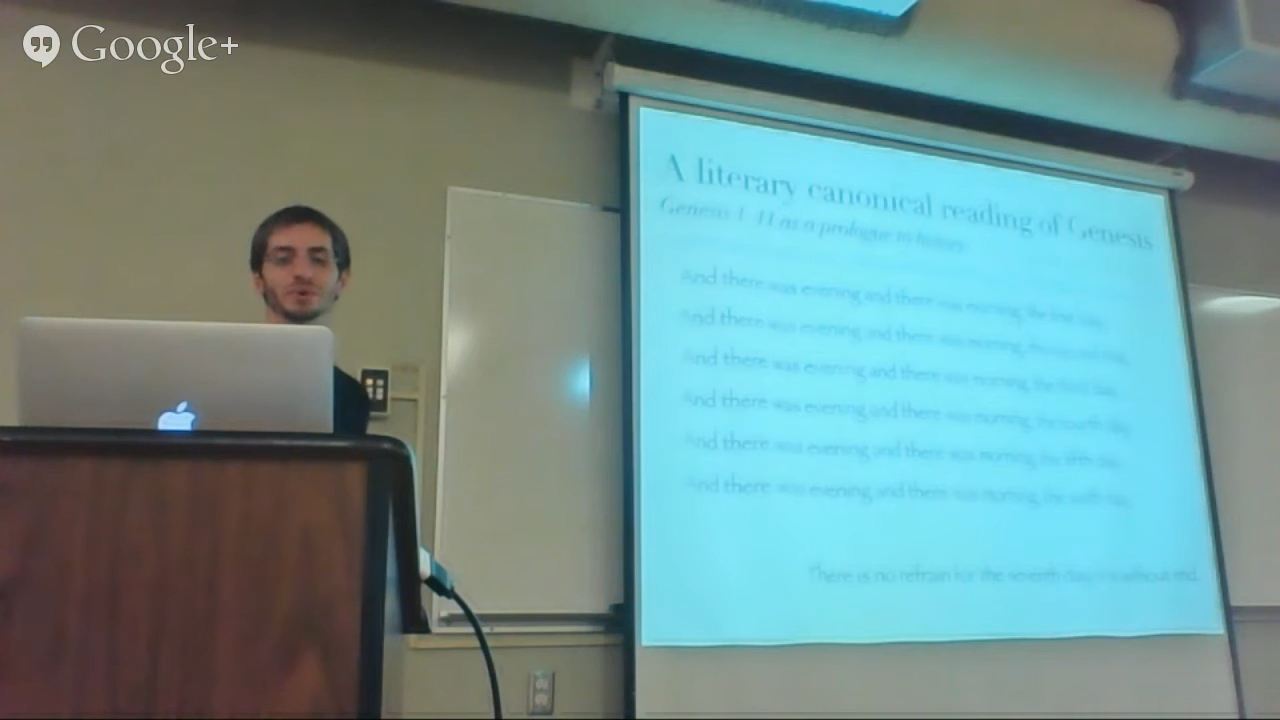 Google+
A literary canonical reading of Genesis
Genesis 1-11 as a prologue to history
And there was evening and there was morning, the first day.
And there was evening and there was morning, the second day.
And there was evening and there was morning, the third day.
And there was evening and there was morning, the fourth day.
And there was evening and there was morning, the fifth day.
And there was evening and there was morning, the sixth day.
There is no refrain for the seventh day, it is without end.